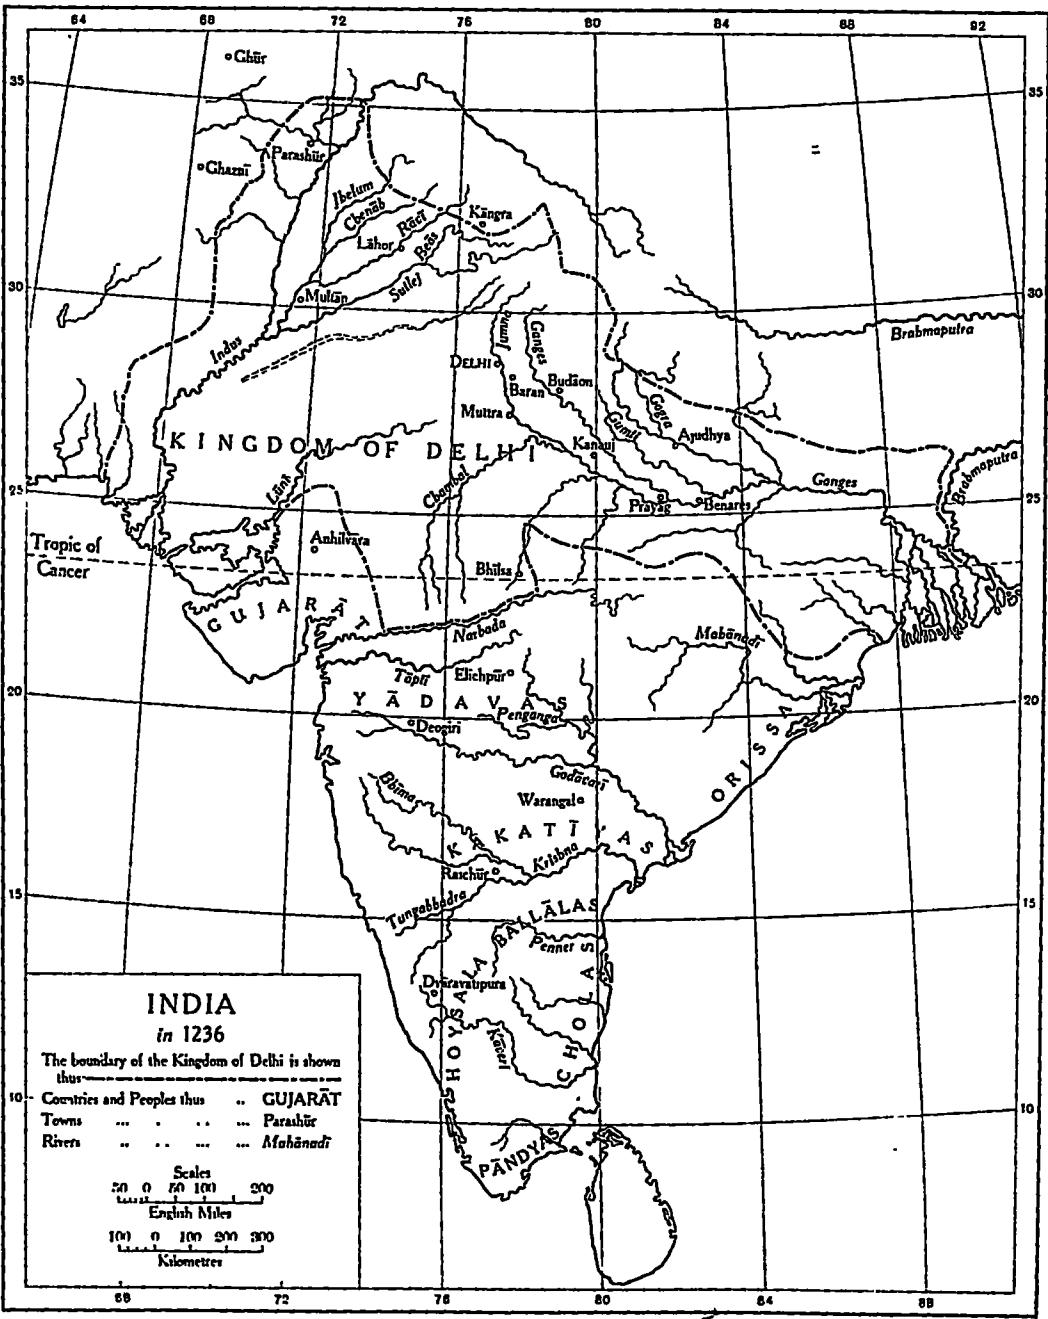 64 68 72 76 80 84 88 92
Ghūr
35 35
Parashūr
Ghaznī
Jhelum
Chenāb
Rāvī
Kāngra
Lāhor
Beās
Sutlej
30 30
Multān
Indus
Brahmaputra
Jumna
Ganges
DELHI
Baran
Budāon
Muttra
Gogra
Gumti
Ajudhya
Kanauj
KINGDOM OF DELHI
Chambal
Lūni
Ganges
Brahmaputra
25 25
Prayāg
Benares
Anhilvāra
Tropic of
Cancer
Bhīlsa
GUJARĀT
Narbada
Mahānadī
Tāptī
Elichpūr
20 20
YĀDAVAS
Penganga
Deogiri
ORISSA
Godāvarī
Bhīma
Warangal
KĀKATĪYAS
Krishna
Raichūr
15 15
Tungabhadra
HOYSALA BALLĀLAS
Penner
Dvāravatīpura
CHOLAS
Kāveri
10 10
PĀNDYAS
INDIA
in 1236
The boundary of the Kingdom of Delhi is shown
thus
Countries and Peoples thus .. GUJARĀT
Towns ... . .. ... Parashūr
Rivers .. .. ... ... Mahānadī
Scales
50 0 50 100 200
English Miles
100 0 100 200 300
Kilometres
68 72 76 80 84 88